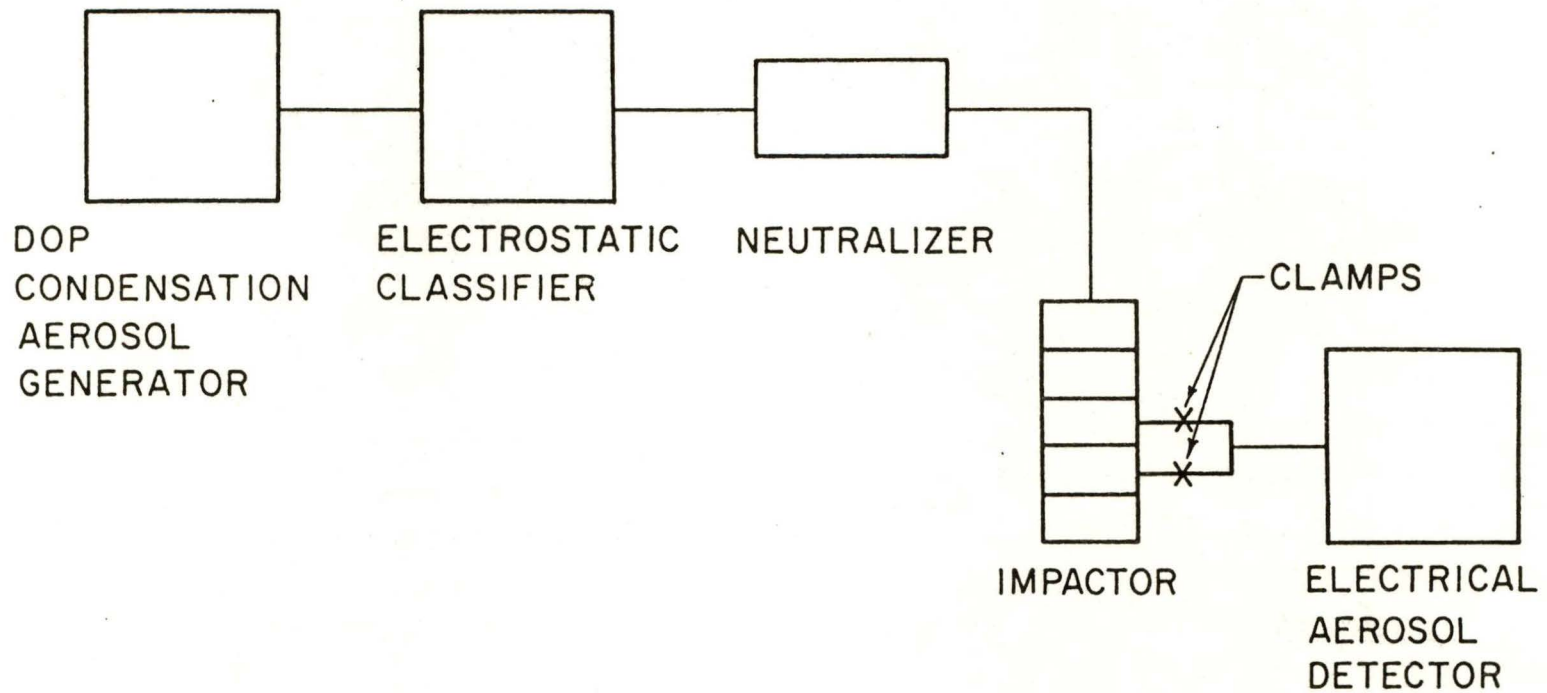 DOP
CONDENSATION
AEROSOL
GENERATOR
ELECTROSTATIC
CLASSIFIER
NEUTRALIZER
CLAMPS
IMPACTOR
ELECTRICAL
AEROSOL
DETECTOR